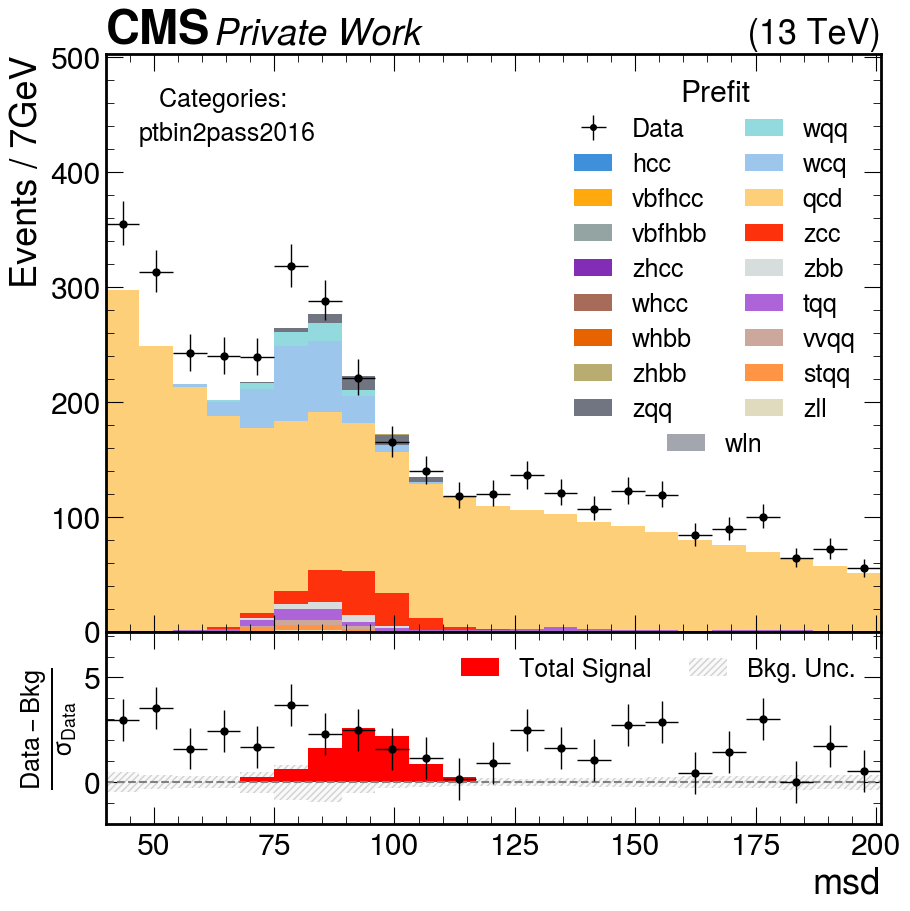 CMS Private Work (13 TeV)
Events / 7GeV
500
400
300
200
100
0
Categories:
ptbin2pass2016
Prefit
Data
hcc
vbfhcc
vbfhbb
zhcc
whcc
whbb
zhbb
zqq
wqq
wcq
qcd
zcc
zbb
tqq
vvqq
stqq
zll
wln
Data – Bkg
σData
5
0
Total Signal
Bkg. Unc.
50 75 100 125 150 175 200
msd